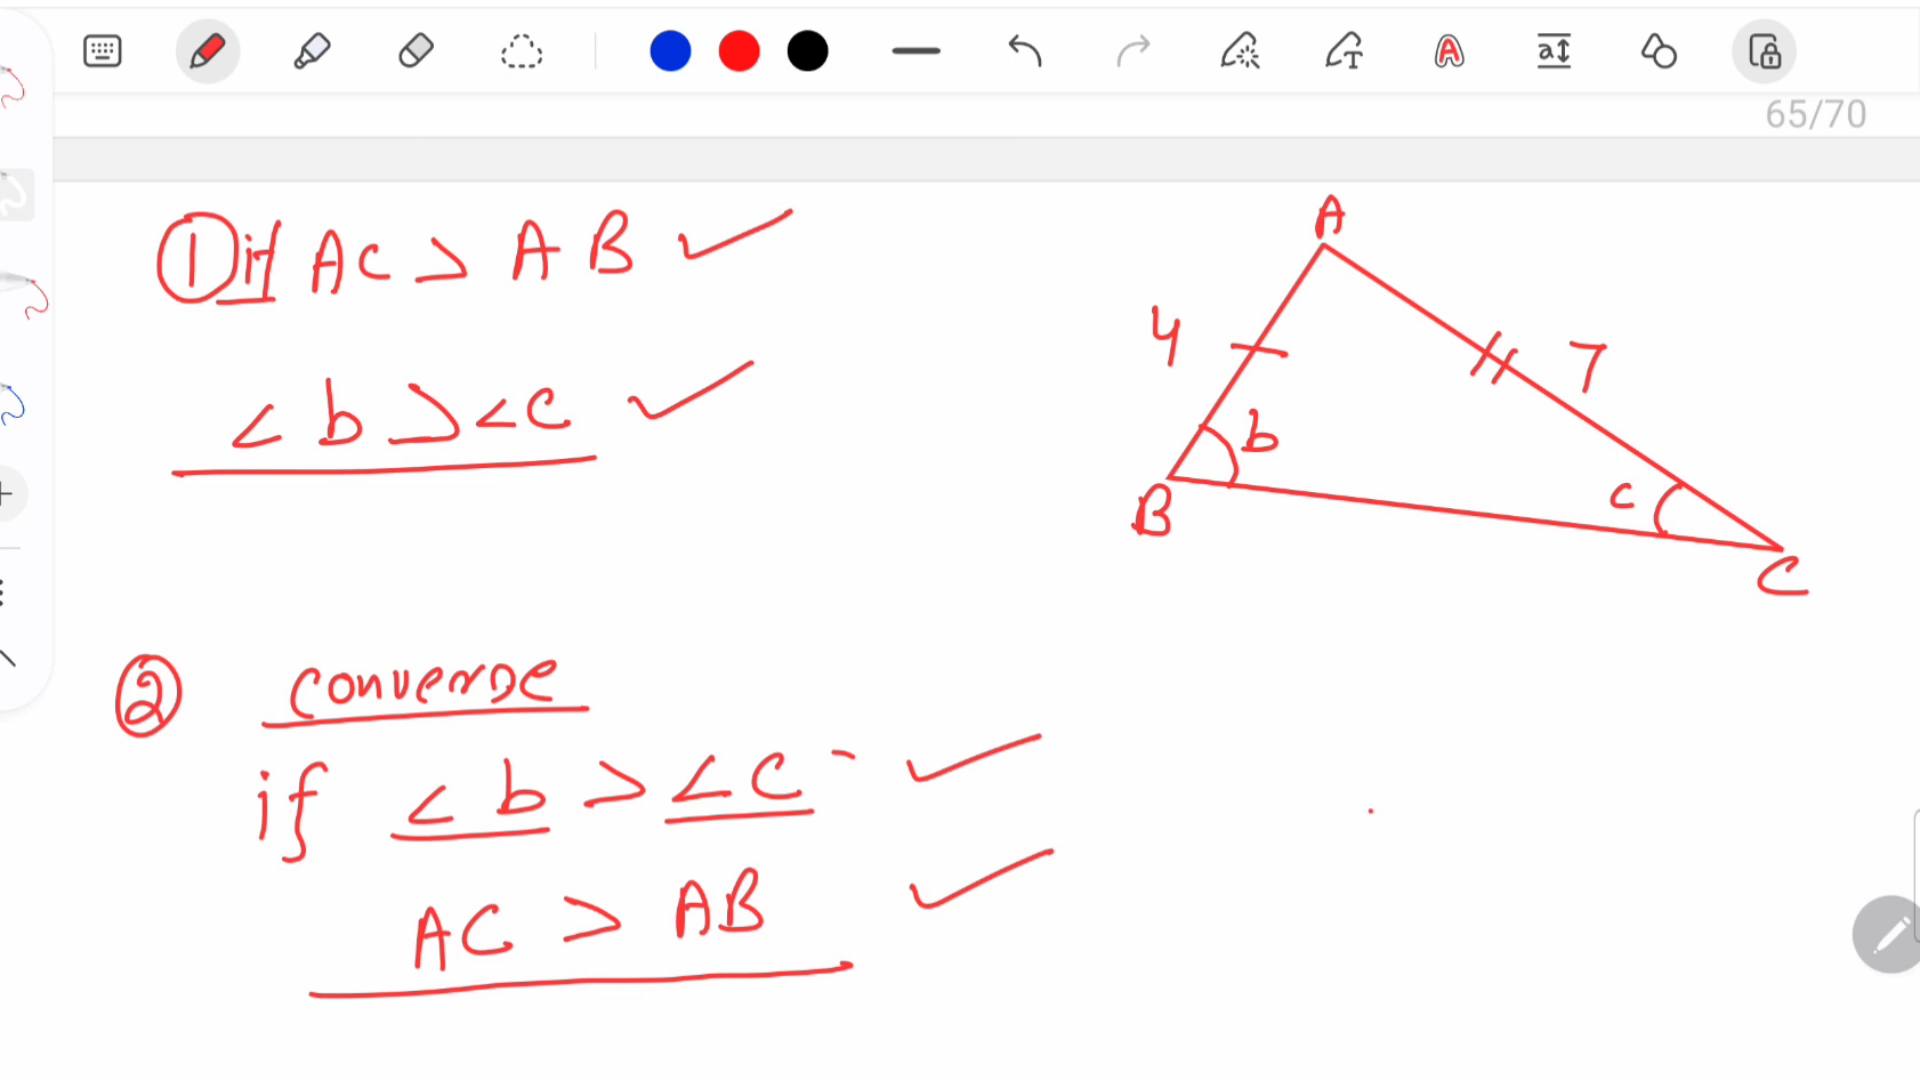 65/70
① if AC > AB ✓
<b><C ✓
A
4
7
b
c
B
C
② converse
if <b > <C - ✓
AC > AB ✓